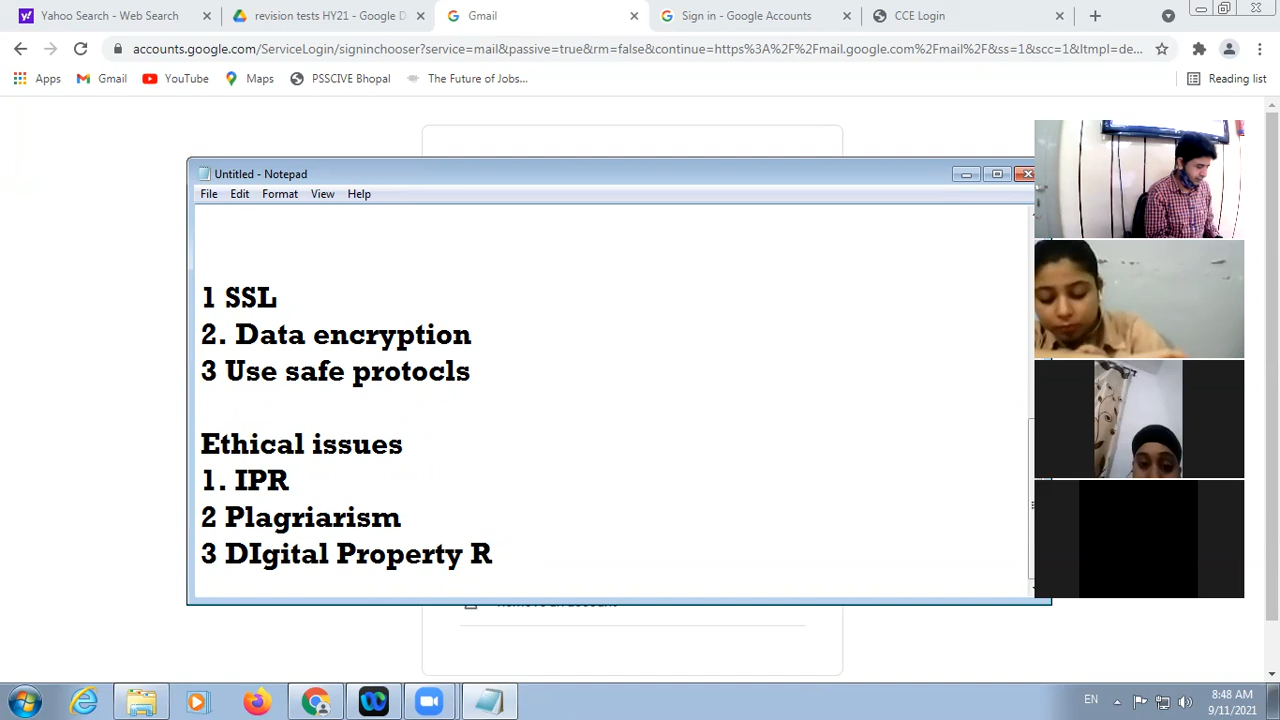 Yahoo Search - Web Search
revision tests HY21 - Google D
Gmail
Sign in - Google Accounts
CCE Login
accounts.google.com/ServiceLogin/signinchooser?service=mail&passive=true&rm=false&continue=https%3A%2F%2Fmail.google.com%2Fmail%2F&ss=1&scc=1&ltmpl=de...
Apps
Gmail
YouTube
Maps
PSSCIVE Bhopal
The Future of Jobs...
Reading list
Untitled - Notepad
File Edit Format View Help
1 SSL
2. Data encryption
3 Use safe protocls
Ethical issues
1. IPR
2 Plagriarism
3 DIgital Property R
Remove an account
EN
8:48 AM
9/11/2021